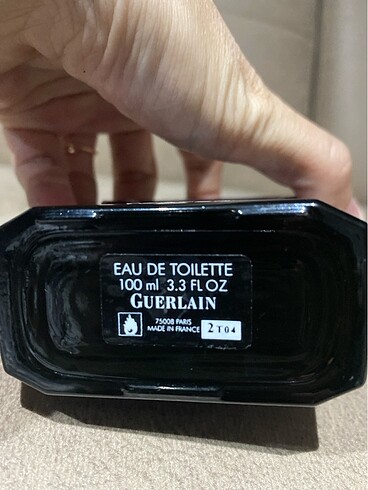 EAU DE TOILETTE
100 ml 3.3 FL OZ
GUERLAIN
75008 PARIS
MADE IN FRANCE
2T04